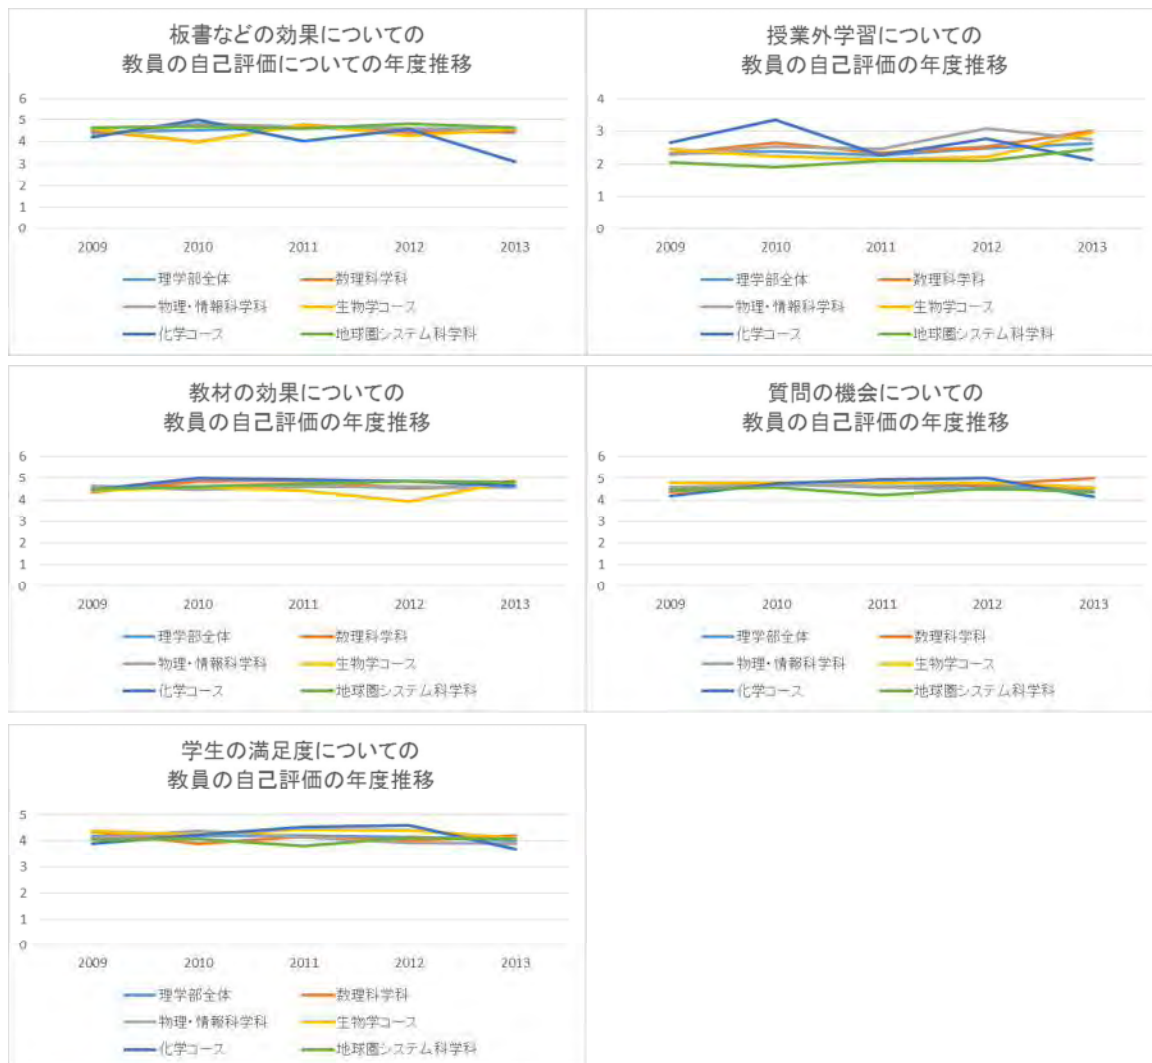 板書などの効果についての
教員の自己評価についての年度推移
6
5
4
3
2
1
0
2009 2010 2011 2012 2013
理学部全体 数理科学科
物理・情報科学科 生物学コース
化学コース 地球圏システム科学科
授業外学習についての
教員の自己評価の年度推移
4
3
2
1
0
2009 2010 2011 2012 2013
理学部全体 数理科学科
物理・情報科学科 生物学コース
化学コース 地球圏システム科学科
教材の効果についての
教員の自己評価の年度推移
6
5
4
3
2
1
0
2009 2010 2011 2012 2013
理学部全体 数理科学科
物理・情報科学科 生物学コース
化学コース 地球圏システム科学科
質問の機会についての
教員の自己評価の年度推移
6
5
4
3
2
1
0
2009 2010 2011 2012 2013
理学部全体 数理科学科
物理・情報科学科 生物学コース
化学コース 地球圏システム科学科
学生の満足度についての
教員の自己評価の年度推移
5
4
3
2
1
0
2009 2010 2011 2012 2013
理学部全体 数理科学科
物理・情報科学科 生物学コース
化学コース 地球圏システム科学科